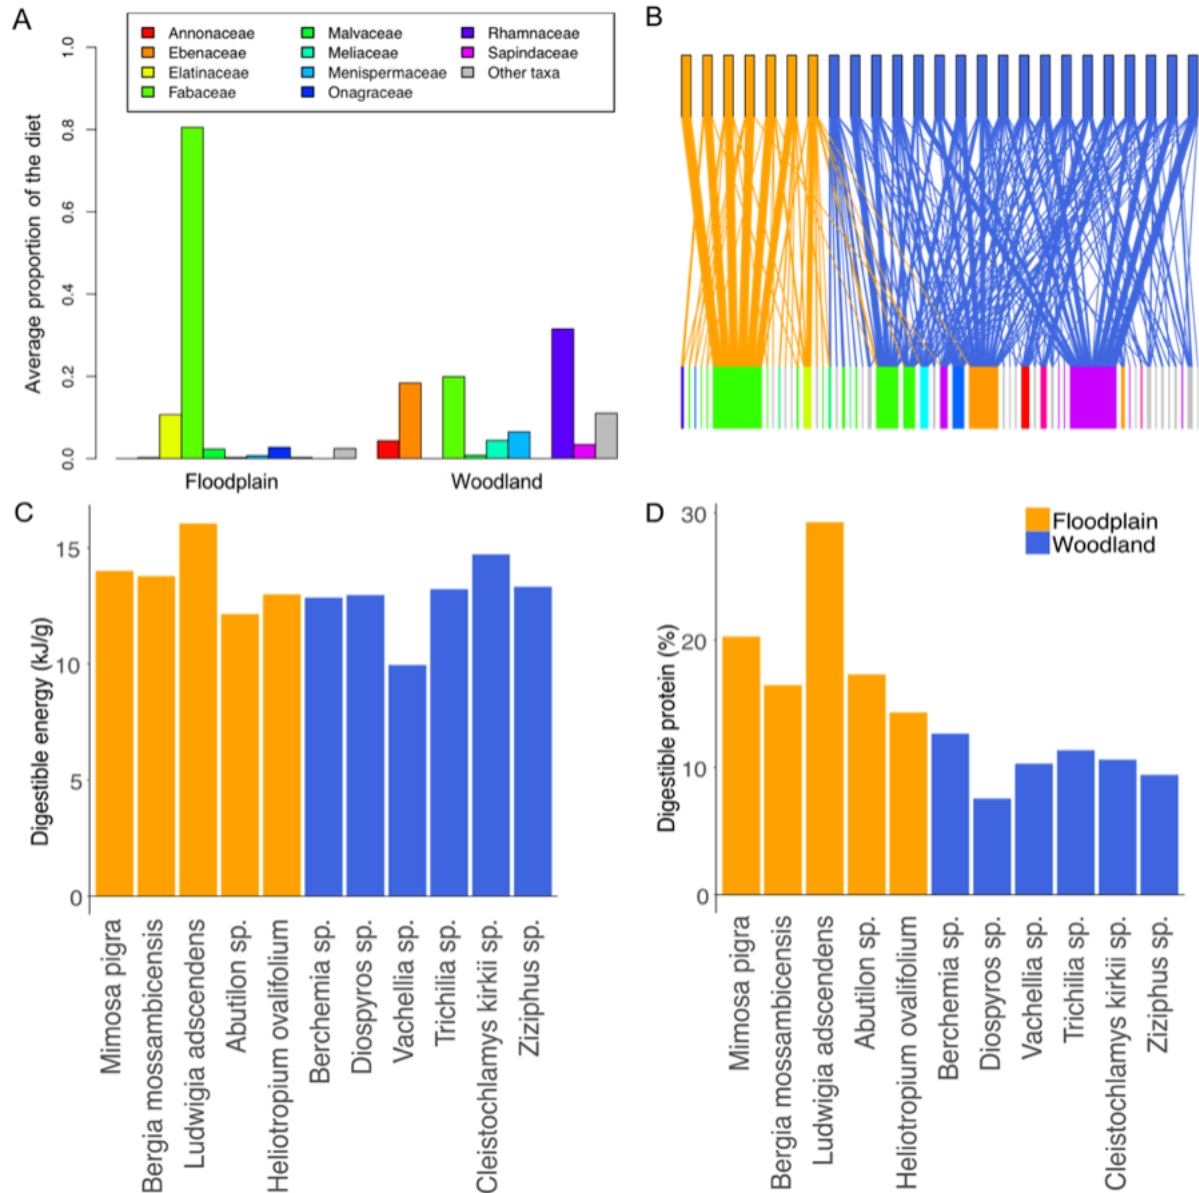 A
Annonaceae
Ebenaceae
Elatinaceae
Fabaceae
Malvaceae
Meliaceae
Menispermaceae
Onagraceae
Rhamnaceae
Sapindaceae
Other taxa
Average proportion of the diet
1.0
0.8
0.6
0.4
0.2
0.0
Floodplain
Woodland
B
C
Digestible energy (kJ/g)
15
10
5
0
Mimosa pigra
Bergia mossambicensis
Ludwigia adscendens
Abutilon sp.
Heliotropium ovalifolium
Berchemia sp.
Diospyros sp.
Vachellia sp.
Trichilia sp.
Cleistochlamys kirkii sp.
Ziziphus sp.
D
Floodplain
Woodland
Digestible protein (%)
30
20
10
0
Mimosa pigra
Bergia mossambicensis
Ludwigia adscendens
Abutilon sp.
Heliotropium ovalifolium
Berchemia sp.
Diospyros sp.
Vachellia sp.
Trichilia sp.
Cleistochlamys kirkii sp.
Ziziphus sp.